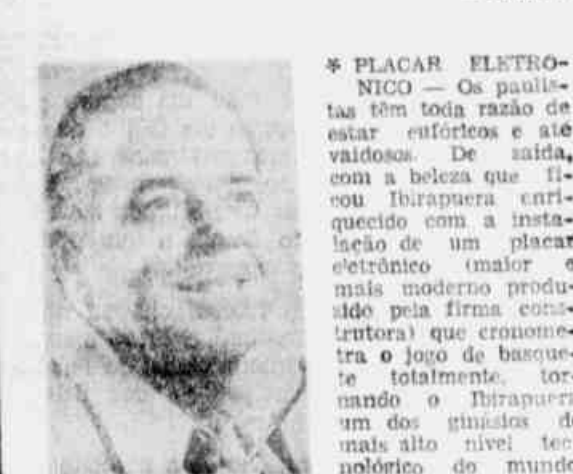 * PLACAR ELETRO-
NICO — Os paulis-
tas têm toda razão de
estar eufóricos e até
vaidosos. De saída,
com a beleza que fi-
cou Ibirapuera enri-
quecido com a insta-
lação de um placar
eletrônico (maior e
mais moderno produ-
zido pela firma cons-
trutora) que cronome-
tra o jogo de basque-
te totalmente, tor-
nando o Ibirapuera
um dos ginásios de
mais alto nível tec-
nológico do mundo